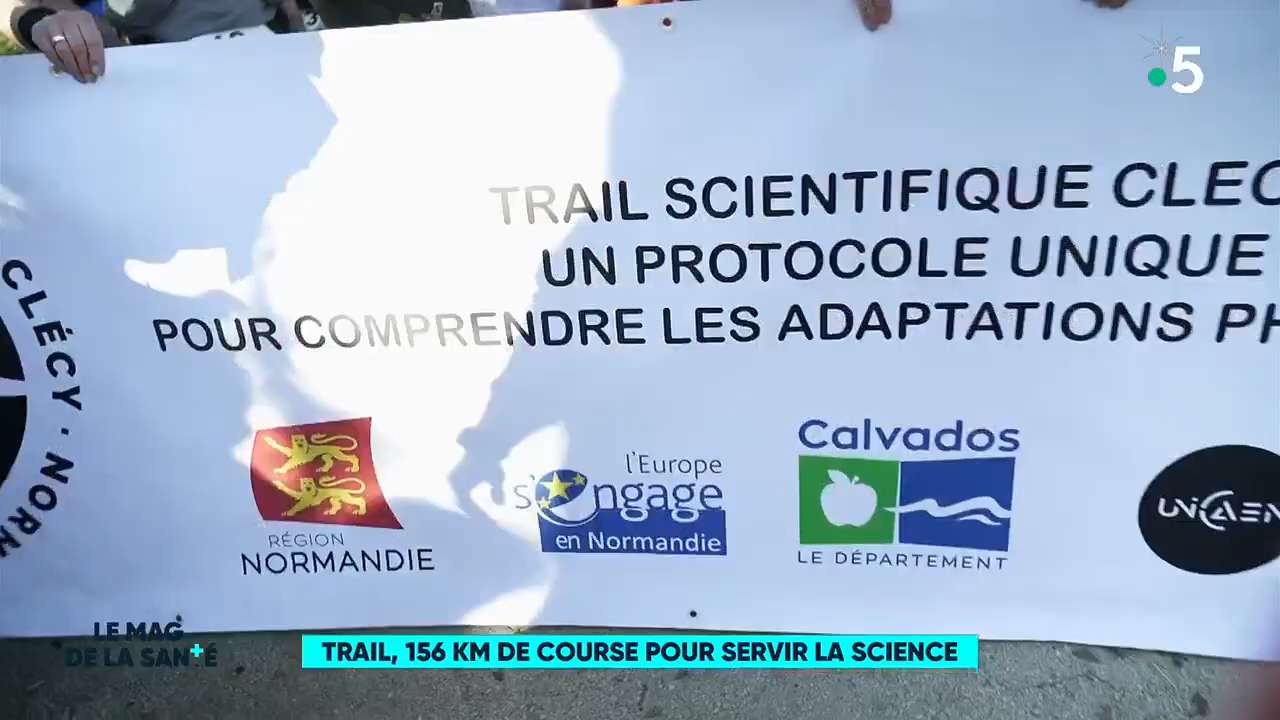 5
TRAIL SCIENTIFIQUE CLEC
UN PROTOCOLE UNIQUE
POUR COMPRENDRE LES ADAPTATIONS PH
CLÉCY · NORM
Calvados
l'Europe
s'engage
en Normandie
UNICAEN
RÉGION
NORMANDIE
LE DÉPARTEMENT
LE MAG
DE LA SANTÉ
TRAIL, 156 KM DE COURSE POUR SERVIR LA SCIENCE